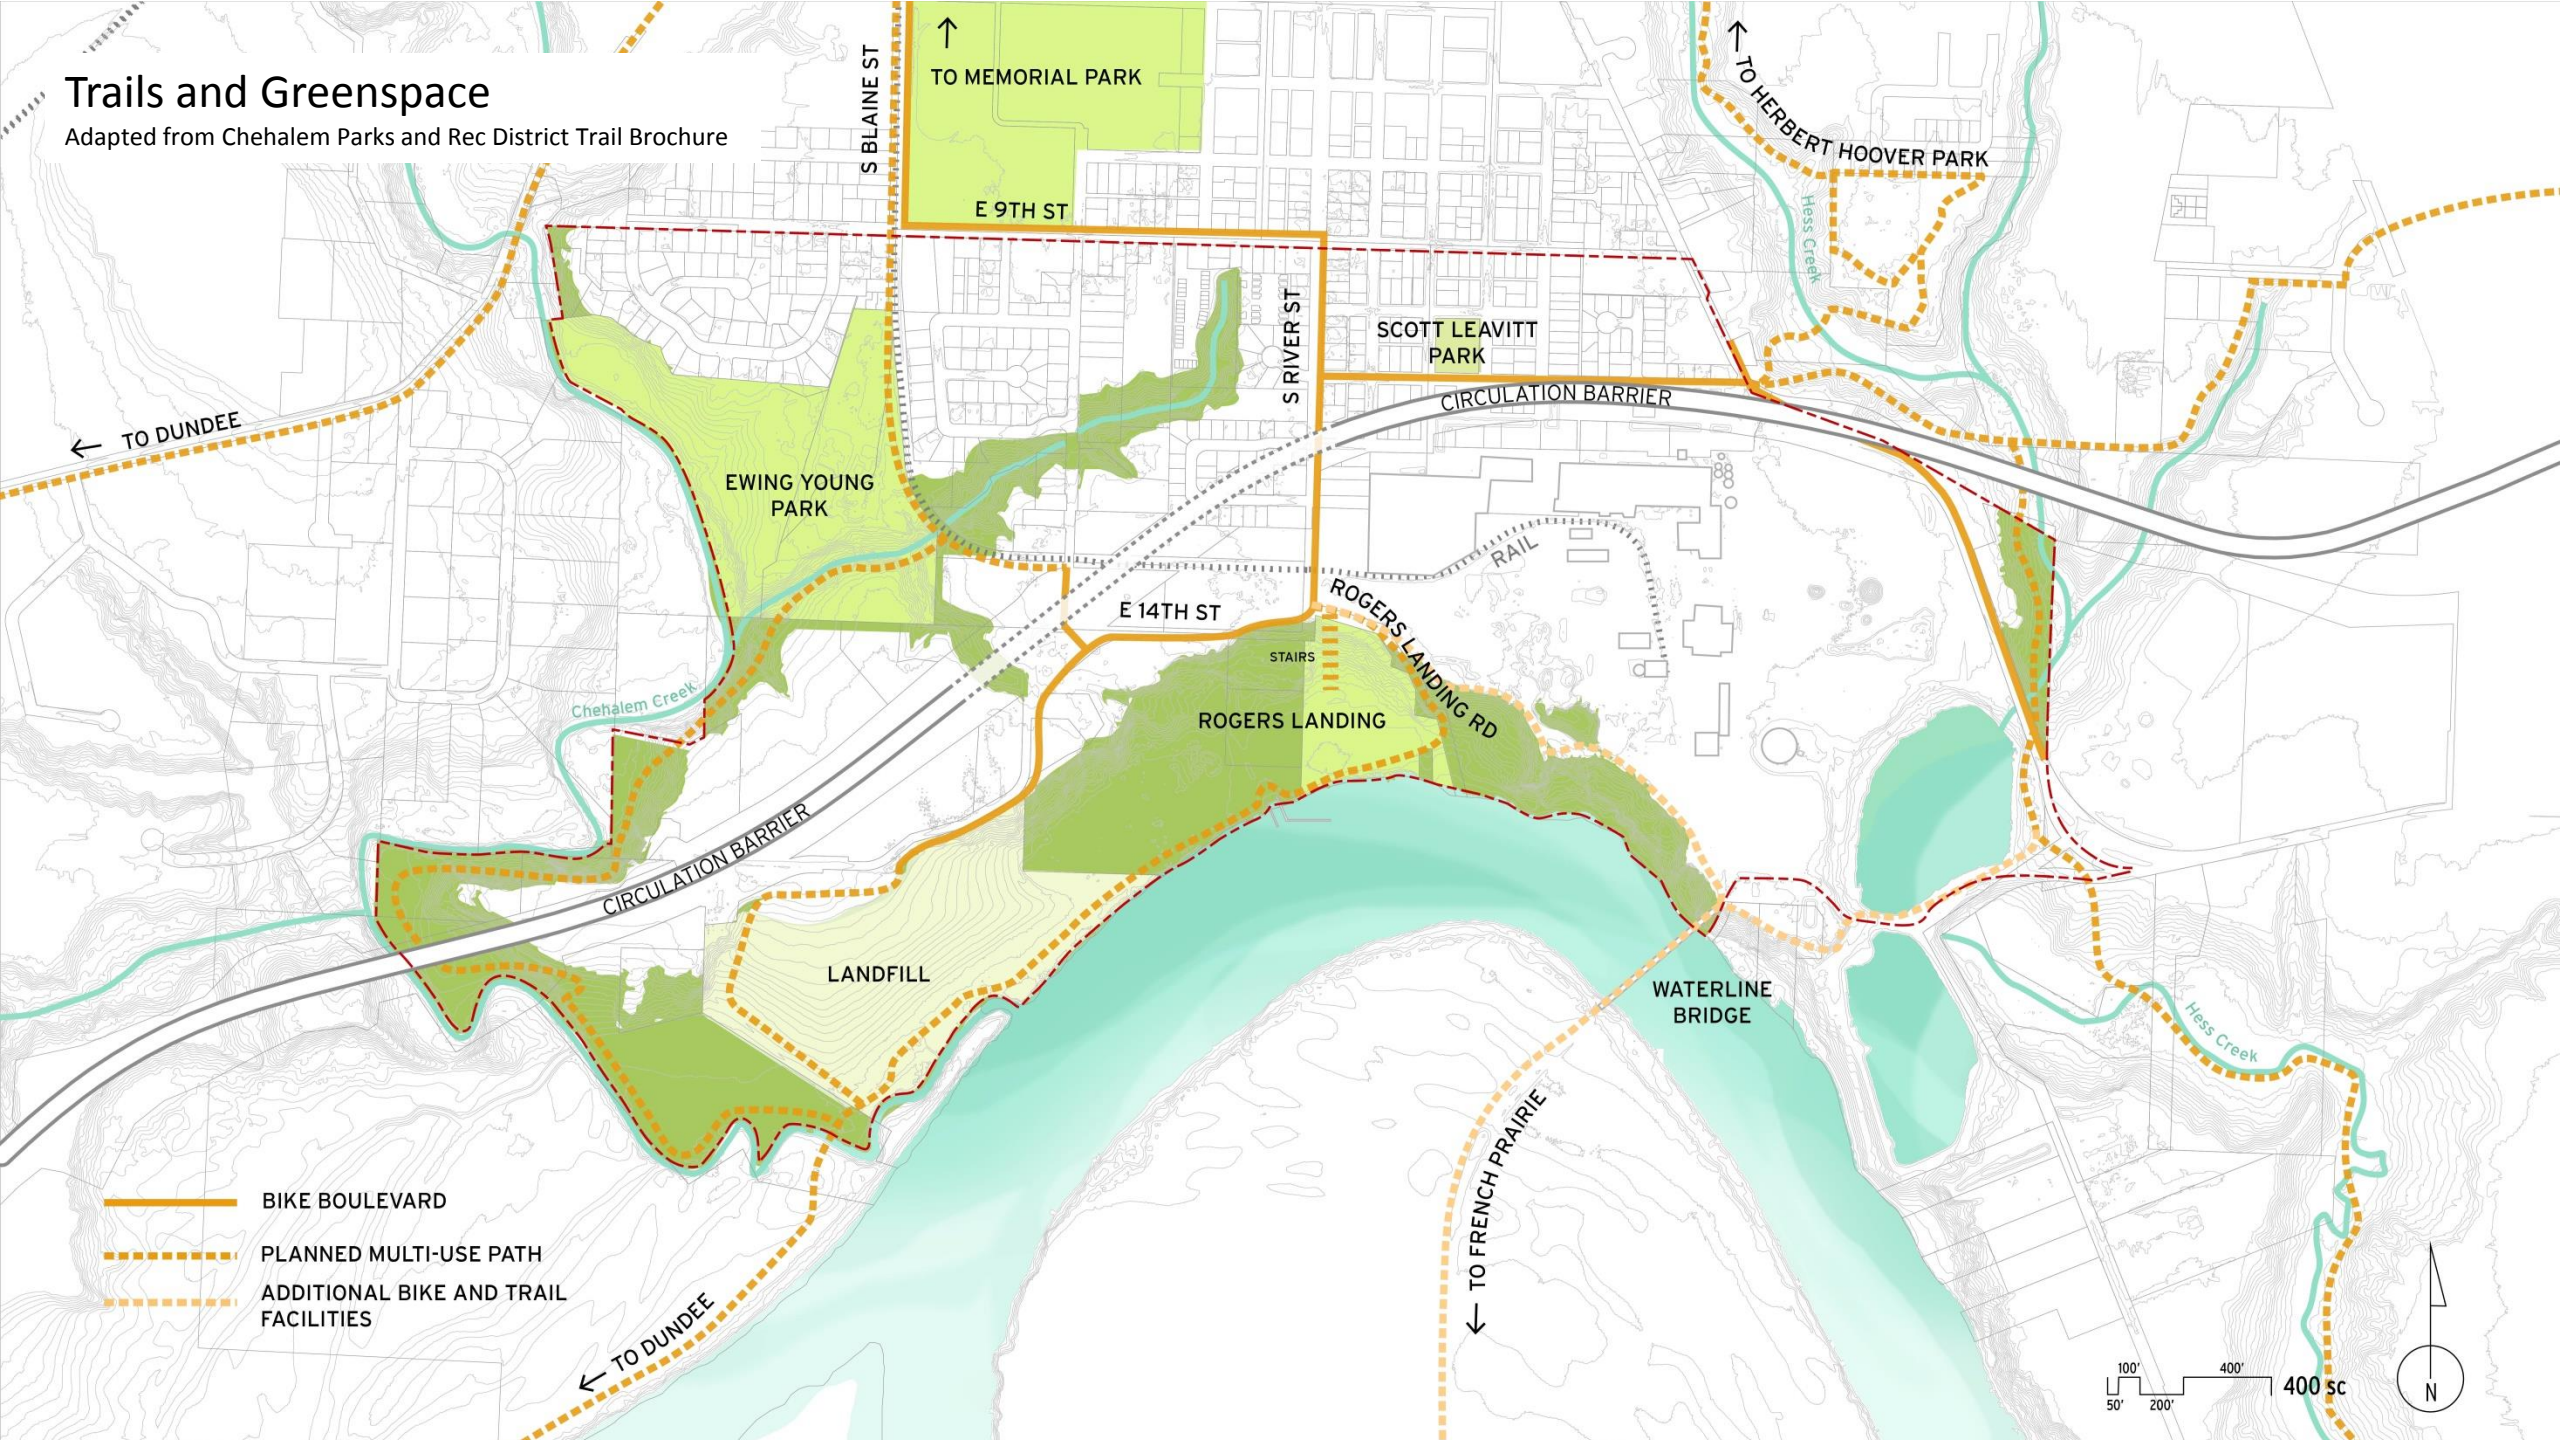 Trails and Greenspace
Adapted from Chehalem Parks and Rec District Trail Brochure
S BLAINE ST
TO MEMORIAL PARK
E 9TH ST
TO HERBERT HOOVER PARK
Hess Creek
S RIVER ST
SCOTT LEAVITT
PARK
CIRCULATION BARRIER
TO DUNDEE
EWING YOUNG
PARK
RAIL
E 14TH ST
ROGERS LANDING RD
STAIRS
ROGERS LANDING
Chehalem Creek
CIRCULATION BARRIER
LANDFILL
WATERLINE
BRIDGE
Hess Creek
TO FRENCH PRAIRIE
TO DUNDEE
BIKE BOULEVARD
PLANNED MULTI-USE PATH
ADDITIONAL BIKE AND TRAIL
FACILITIES
100' 400'
50' 200'
400 SC
N